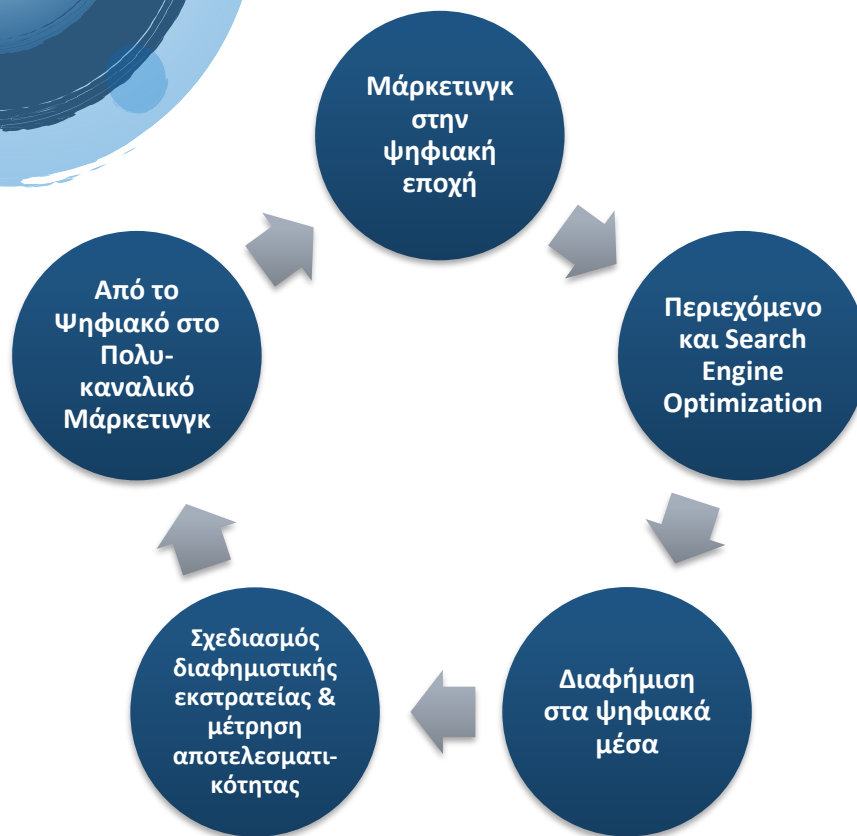 Μάρκετινγκ
στην
ψηφιακή
εποχή
Περιεχόμενο
και Search
Engine
Optimization
Διαφήμιση
στα ψηφιακά
μέσα
Σχεδιασμός
διαφημιστικής
εκστρατείας &
μέτρηση
αποτελεσματι-
κότητας
Από το
Ψηφιακό στο
Πολυ-
καναλικό
Μάρκετινγκ